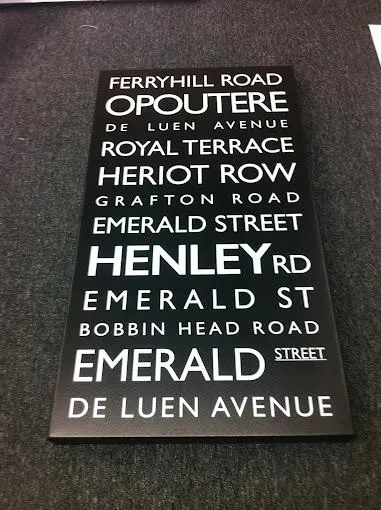 FERRYHILL ROAD
OPOUTERE
DE LUEN AVENUE
ROYAL TERRACE
HERIOT ROW
GRAFTON ROAD
EMERALD STREET
HENLEY RD
EMERALD ST
BOBBIN HEAD ROAD
EMERALD STREET
DE LUEN AVENUE